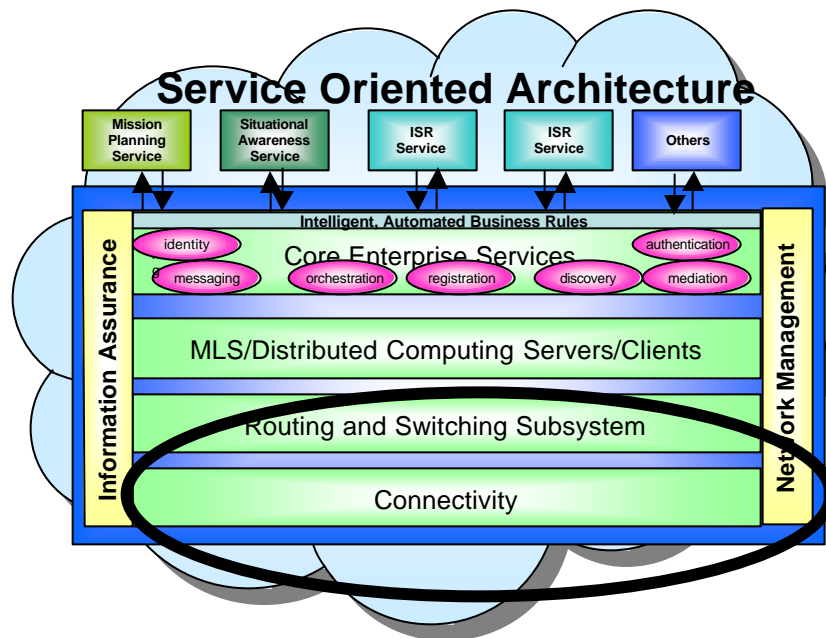 Service Oriented Architecture
Mission
Planning
Service
Situational
Awareness
Service
ISR
Service
ISR
Service
Others
Intelligent, Automated Business Rules
identity
Core Enterprise Services
authentication
g
messaging
orchestration
registration
discovery
mediation
MLS/Distributed Computing Servers/Clients
Routing and Switching Subsystem
Connectivity
Information Assurance
Network Management